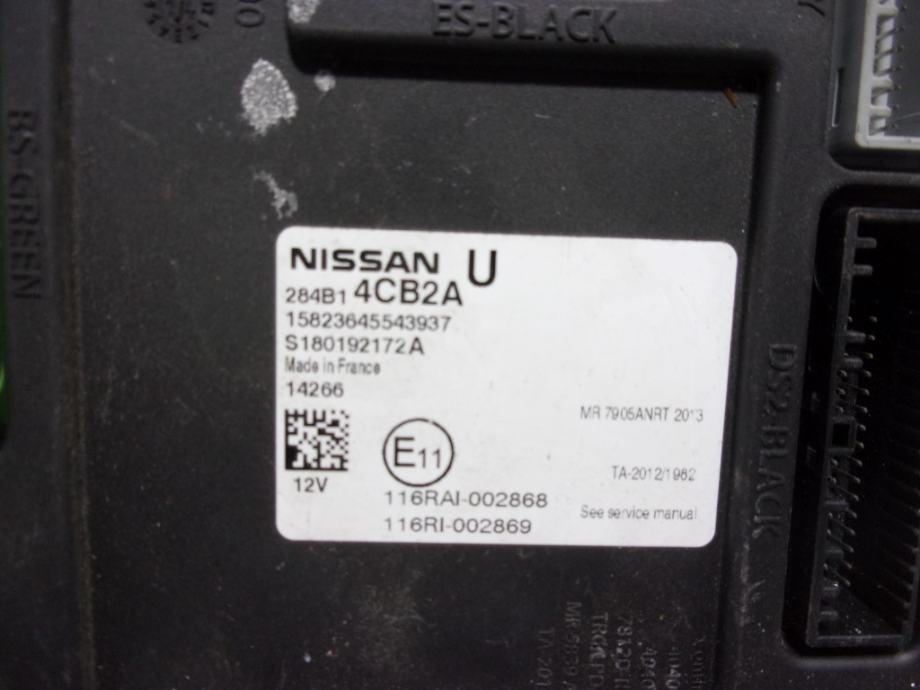 ES-BLACK
BS-GREEN
NISSAN U
284B1 4CB2A
15823645543937
S180192172A
Made in France
14266
MR 7905ANRT 2013
E11
12V
TA-2012/1982
116RAI-002868
See service manual
116RI-002869
DS2.BLACK